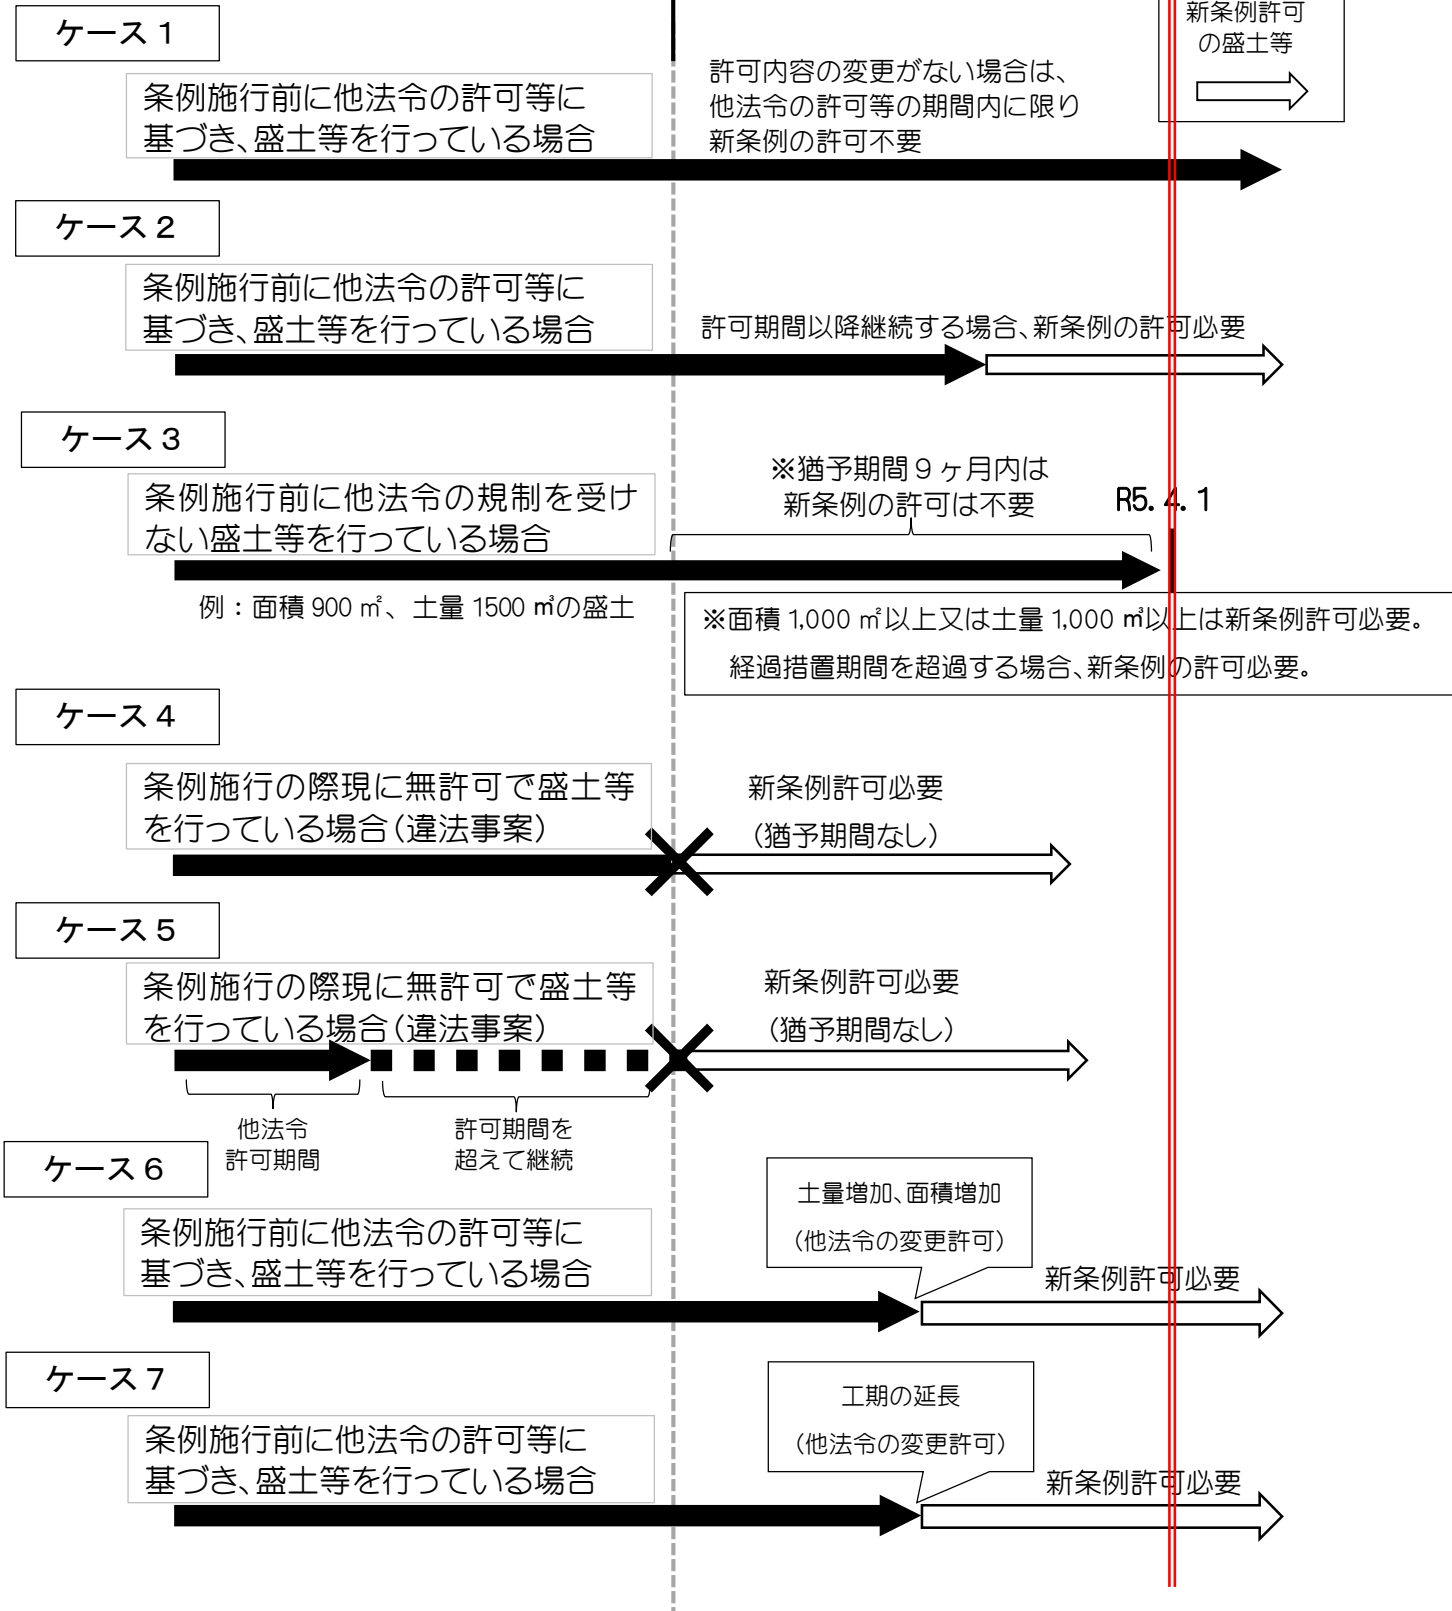 新条例許可
の盛土等
ケース１
条例施行前に他法令の許可等に
基づき、盛土等を行っている場合
許可内容の変更がない場合は、
他法令の許可等の期間内に限り
新条例の許可不要
ケース２
条例施行前に他法令の許可等に
基づき、盛土等を行っている場合
許可期間以降継続する場合、新条例の許可必要
ケース３
条例施行前に他法令の規制を受け
ない盛土等を行っている場合
※猶予期間９ヶ月内は
新条例の許可は不要
R5.4.1
例：面積 900 ㎡、土量 1500 ㎥の盛土
※面積 1,000 ㎡以上又は土量 1,000 ㎥以上は新条例許可必要。
経過措置期間を超過する場合、新条例の許可必要。
ケース４
条例施行の際現に無許可で盛土等
を行っている場合（違法事案）
新条例許可必要
（猶予期間なし）
ケース５
条例施行の際現に無許可で盛土等
を行っている場合（違法事案）
新条例許可必要
（猶予期間なし）
他法令
許可期間
許可期間を
超えて継続
ケース６
条例施行前に他法令の許可等に
基づき、盛土等を行っている場合
土量増加、面積増加
（他法令の変更許可）
新条例許可必要
ケース７
条例施行前に他法令の許可等に
基づき、盛土等を行っている場合
工期の延長
（他法令の変更許可）
新条例許可必要